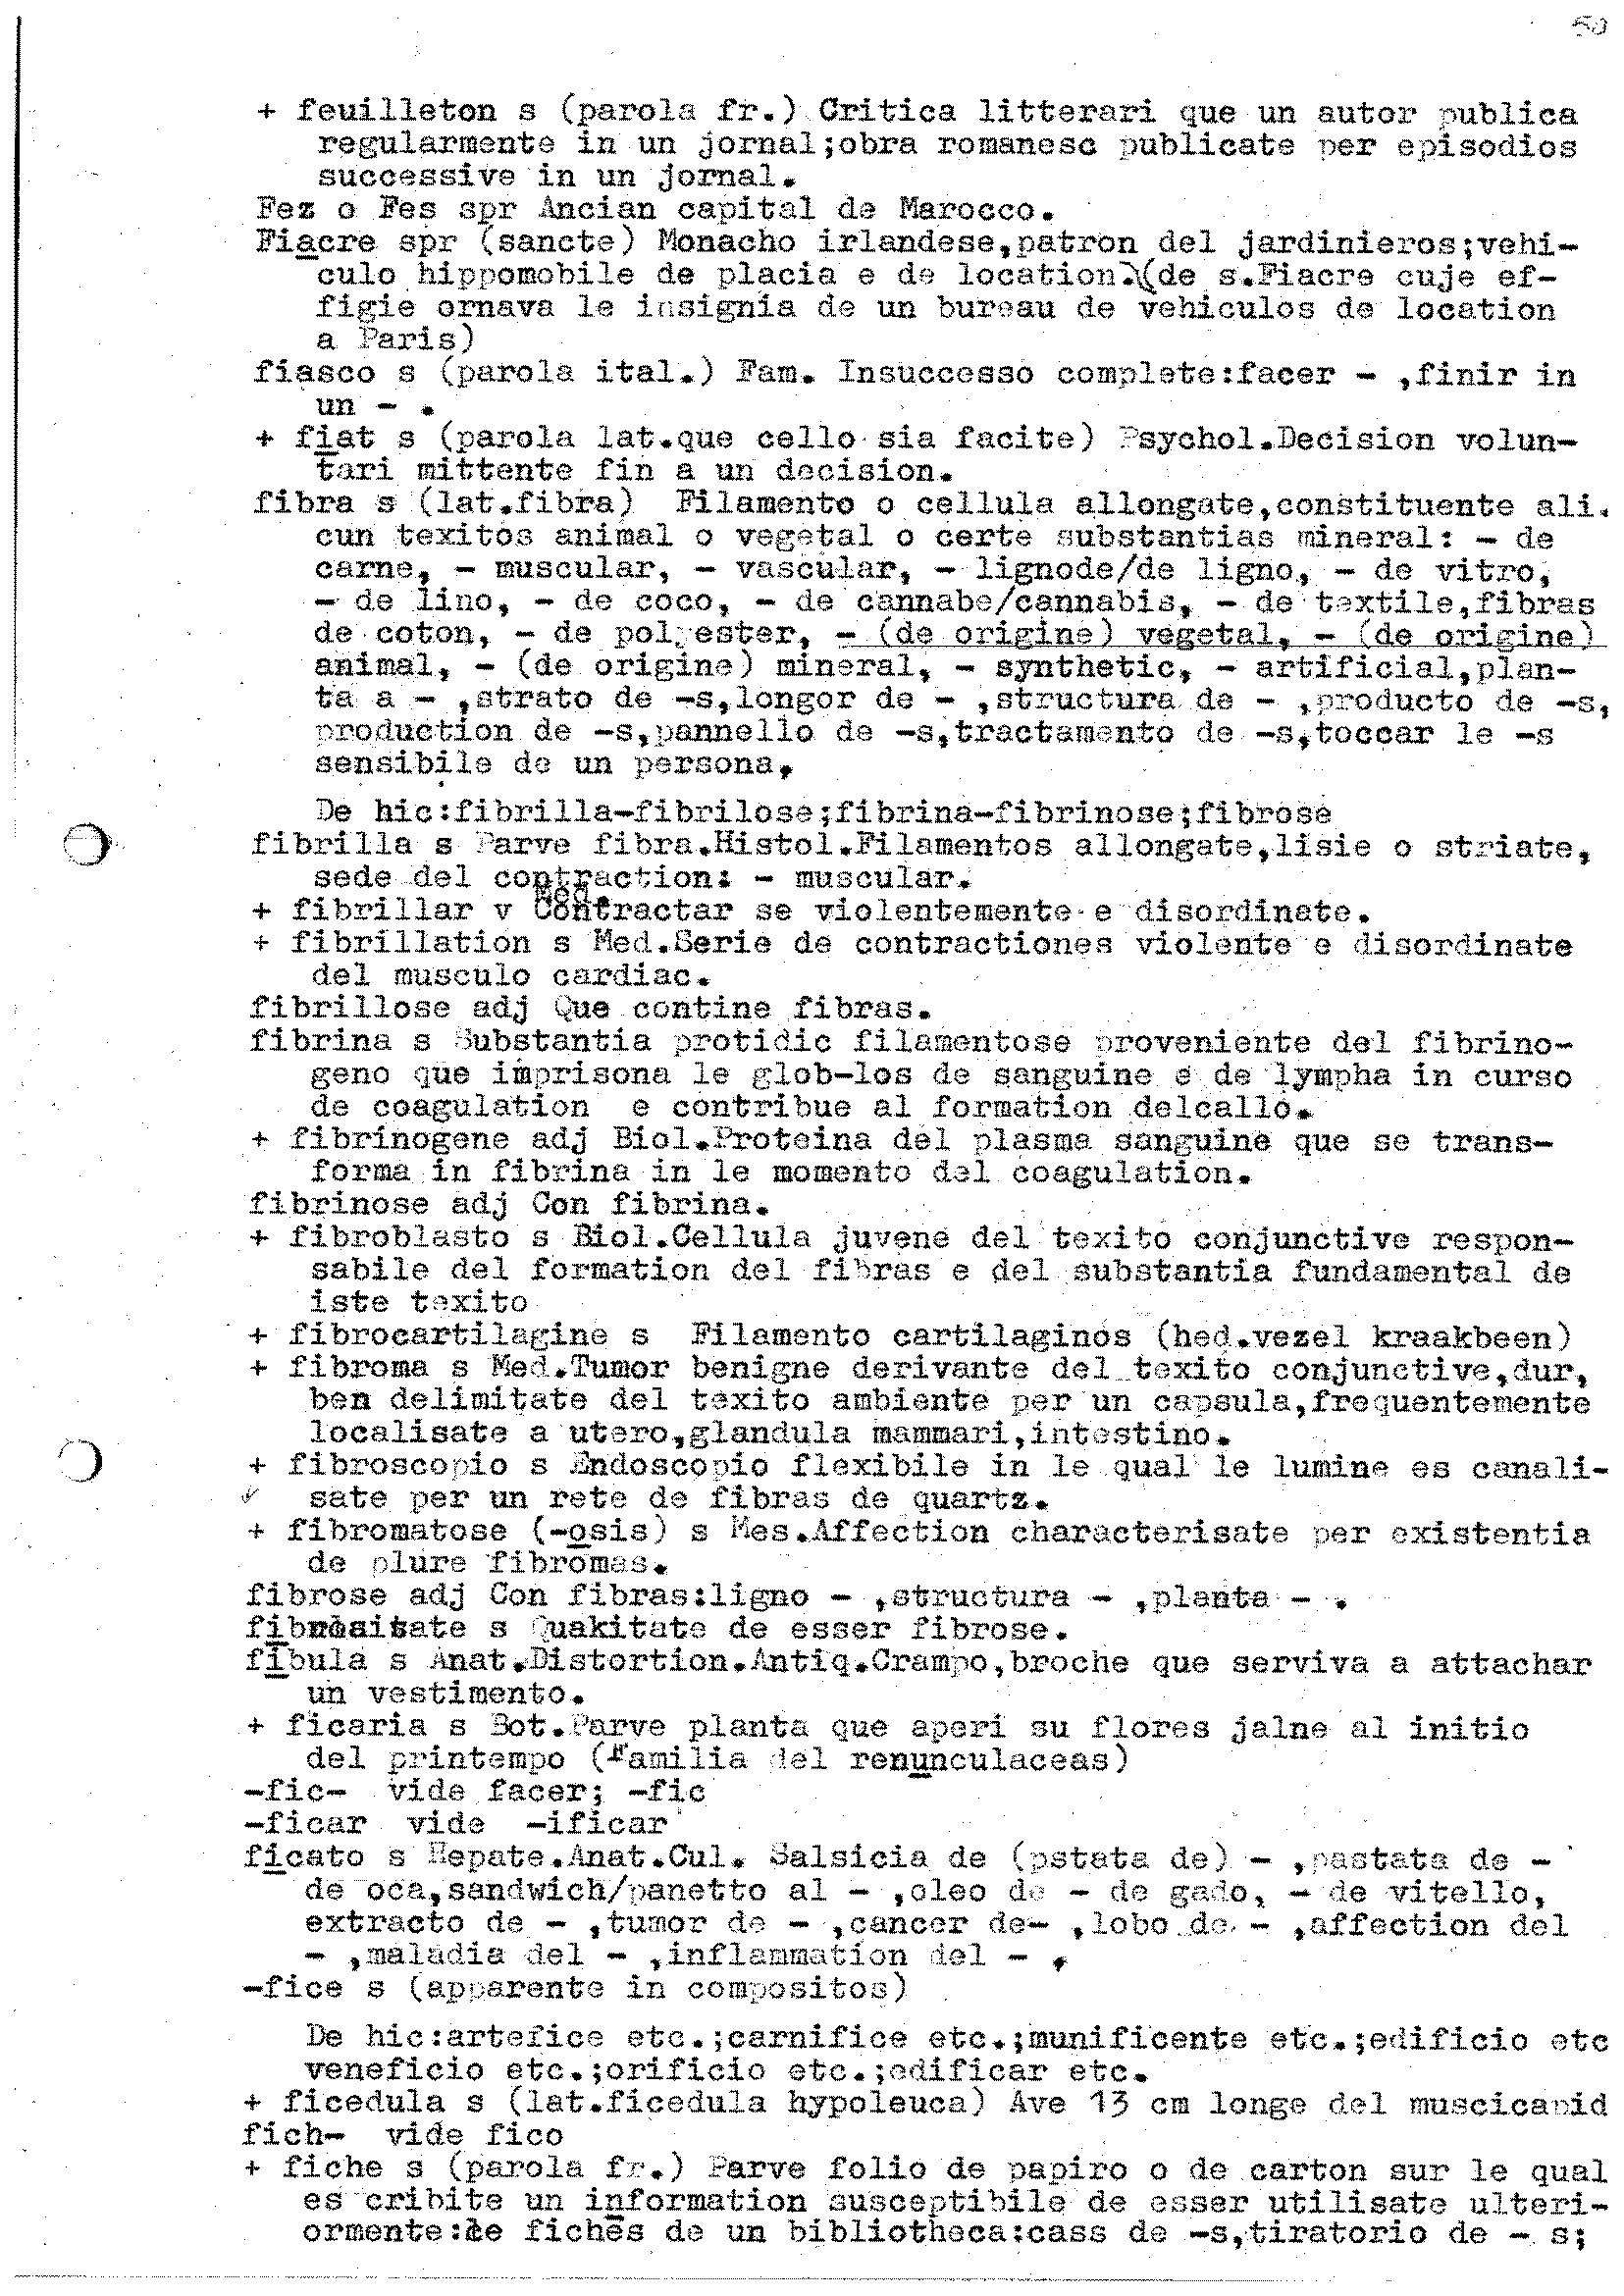 50
+ feuilleton s (parola fr.) Critica litterari que un autor publica
regularmente in un jornal;obra romanesc publicate per episodios
successive in un jornal.
Fez o Fes spr Ancian capital de Marocco.
Fiacre spr (sancte) Monacho irlandese,patron del jardinieros;vehi-
culo hippomobile de placia e de location.(de s.Fiacre cuje ef-
figie ornava le insignia de un bureau de vehiculos de location
a Paris)
fiasco s (parola ital.) Fam. Insuccesso complete:facer - ,finir in
un - .
+ fiat s (parola lat.que cello sia facite) Psychol.Decision volun-
tari mittente fin a un decision.
fibra s (lat.fibra) Filamento o cellula allongate,constituente ali.
cun texitos animal o vegetal o certe substantias mineral: - de
carne, - muscular, - vascular, - lignode/de ligno, - de vitro,
- de lino, - de coco, - de cannabe/cannabis, - de textile,fibras
de coton, - de polyester, - (de origine) vegetal, - (de origine)
animal, - (de origine) mineral, - synthetic, - artificial,plan-
ta a - ,strato de -s,longor de - ,structura de - ,producto de -s,
production de -s,pannello de -s,tractamento de -s,toccar le -s
sensibile de un persona.
De hic:fibrilla-fibrilose;fibrina-fibrinose;fibrose
fibrilla s Parve fibra.Histol.Filamentos allongate,lisie o striate,
sede del contraction: - muscular.
+ fibrillar v Med. Contractar se violentemente e disordinate.
+ fibrillation s Med.Serie de contractiones violente e disordinate
del musculo cardiac.
fibrillose adj Que contine fibras.
fibrina s Substantia protidic filamentose proveniente del fibrino-
geno que imprisona le glob-los de sanguine e de lympha in curso
de coagulation e contribue al formation delcallo.
+ fibrinogene adj Biol.Proteina del plasma sanguine que se trans-
forma in fibrina in le momento del coagulation.
fibrinose adj Con fibrina.
+ fibroblasto s Biol.Cellula juvene del texito conjunctive respon-
sabile del formation del fibras e del substantia fundamental de
iste texito
+ fibrocartilagine s Filamento cartilaginos (hed.vezel kraakbeen)
+ fibroma s Med.Tumor benigne derivante del texito conjunctive,dur,
ben delimitate del texito ambiente per un capsula,frequentemente
localisate a utero,glandula mammari,intestino.
+ fibroscopio s Endoscopio flexibile in le qual le lumine es canali-
sate per un rete de fibras de quartz.
+ fibromatose (-osis) s Mes.Affection characterisate per existentia
de plure fibromas.
fibrose adj Con fibras:ligno - ,structura - ,planta - .
fibrositate s Quakitate de esser fibrose.
fibula s Anat.Distortion.Antiq.Crampo,broche que serviva a attachar
un vestimento.
+ ficaria s Bot.Parve planta que aperi su flores jalne al initio
del printempo (Familia del renunculaceas)
-fic- vide facer; -fic
-ficar vide -ificar
ficato s Hepate.Anat.Cul. Salsicia de (pstata de) - ,pastata de -
de oca,sandwich/panetto al - ,oleo de - de gado, - de vitello,
extracto de - ,tumor de - ,cancer de- ,lobo de - ,affection del
- ,maladia del - ,inflammation del - .
-fice s (apparente in compositos)
De hic:artefice etc.;carnifice etc.;munificente etc.;edificio etc
veneficio etc.;orificio etc.;edificar etc.
+ ficedula s (lat.ficedula hypoleuca) Ave 13 cm longe del muscicapid
fich- vide fico
+ fiche s (parola fr.) Parve folio de papiro o de carton sur le qual
es cribite un information susceptibile de esser utilisate ulteri-
ormente:le fiches de un bibliotheca:cass de -s,tiratorio de - s;